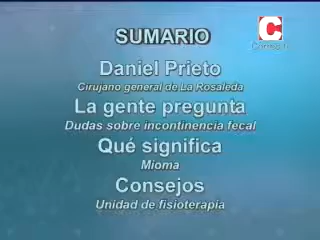 SUMARIO
Daniel Prieto
Cirujano general de La Rosaleda
La gente pregunta
Dudas sobre incontinencia fecal
Qué significa
Mioma
Consejos
Unidad de fisioterapia